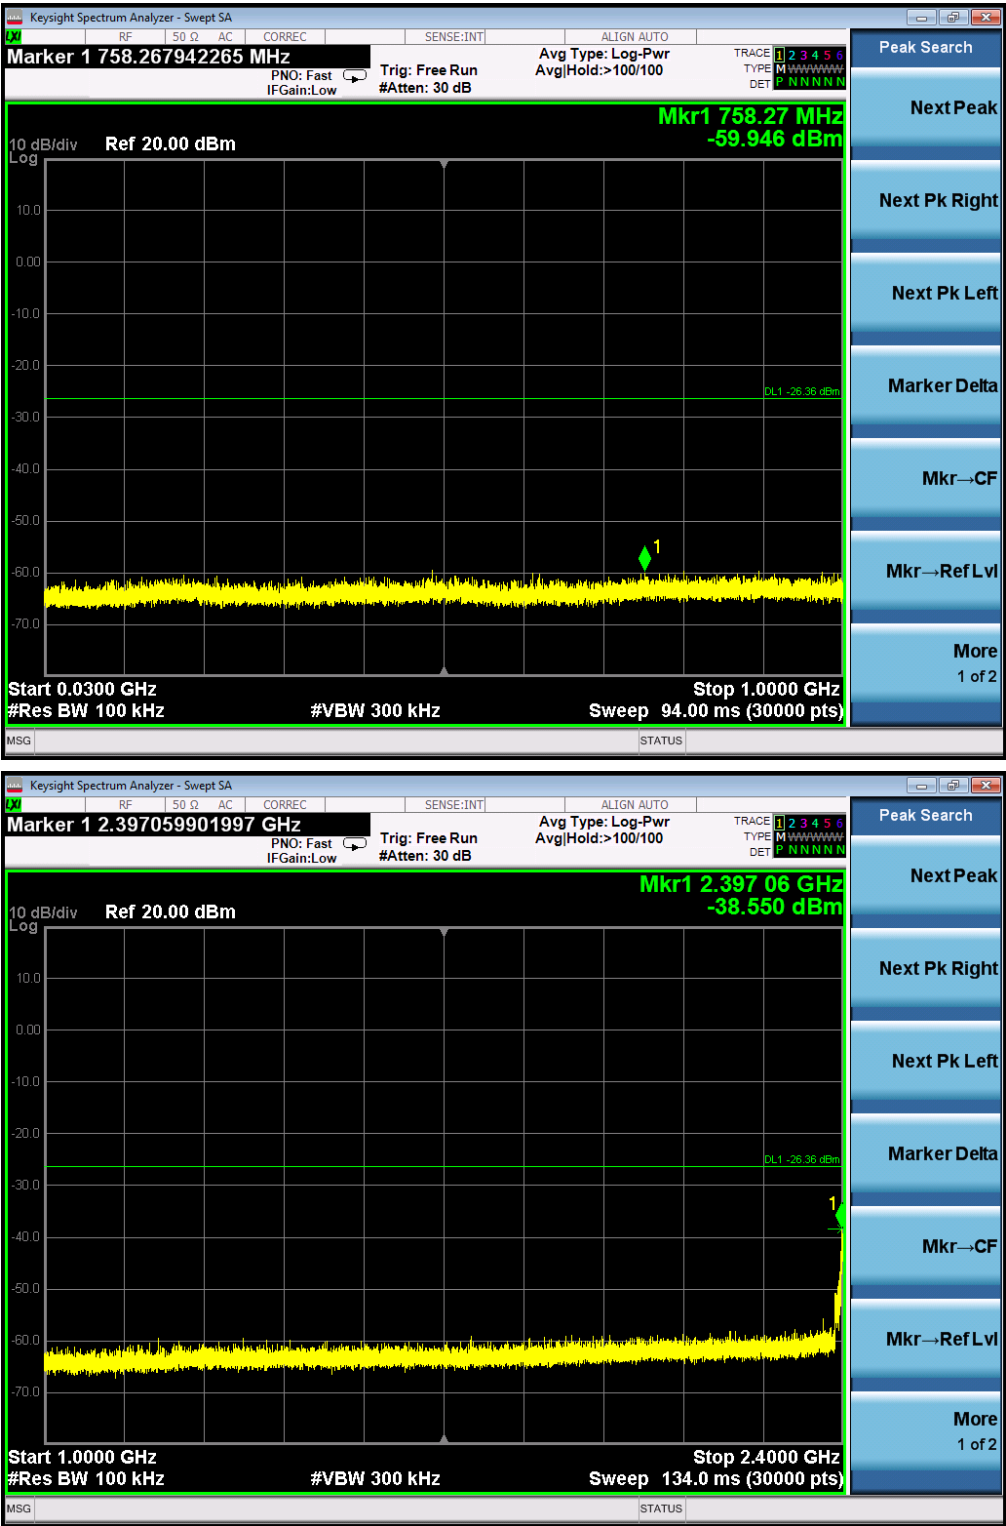 Keysight Spectrum Analyzer - Swept SA
LXI RF 50 Ω AC CORREC SENSE:INT ALIGN AUTO
Marker 1 758.267942265 MHz
PNO: Fast
IFGain:Low
Trig: Free Run
#Atten: 30 dB
Avg Type: Log-Pwr
Avg|Hold:>100/100
TRACE 1 2 3 4 5 6
TYPE M WWWWW
DET P N N N N N
Mkr1 758.27 MHz
-59.946 dBm
10 dB/div Ref 20.00 dBm
Log
10.0
0.00
-10.0
-20.0
DL1 -26.36 dBm
-30.0
-40.0
-50.0
1
-60.0
-70.0
Start 0.0300 GHz Stop 1.0000 GHz
#Res BW 100 kHz #VBW 300 kHz Sweep 94.00 ms (30000 pts)
MSG STATUS
Peak Search
Next Peak
Next Pk Right
Next Pk Left
Marker Delta
Mkr→CF
Mkr→Ref Lvl
More
1 of 2
Keysight Spectrum Analyzer - Swept SA
LXI RF 50 Ω AC CORREC SENSE:INT ALIGN AUTO
Marker 1 2.397059901997 GHz
PNO: Fast
IFGain:Low
Trig: Free Run
#Atten: 30 dB
Avg Type: Log-Pwr
Avg|Hold:>100/100
TRACE 1 2 3 4 5 6
TYPE M WWWWW
DET P N N N N N
Mkr1 2.397 06 GHz
-38.550 dBm
10 dB/div Ref 20.00 dBm
Log
10.0
0.00
-10.0
-20.0
DL1 -26.36 dBm
-30.0
1
-40.0
-50.0
-60.0
-70.0
Start 1.0000 GHz Stop 2.4000 GHz
#Res BW 100 kHz #VBW 300 kHz Sweep 134.0 ms (30000 pts)
MSG STATUS
Peak Search
Next Peak
Next Pk Right
Next Pk Left
Marker Delta
Mkr→CF
Mkr→Ref Lvl
More
1 of 2